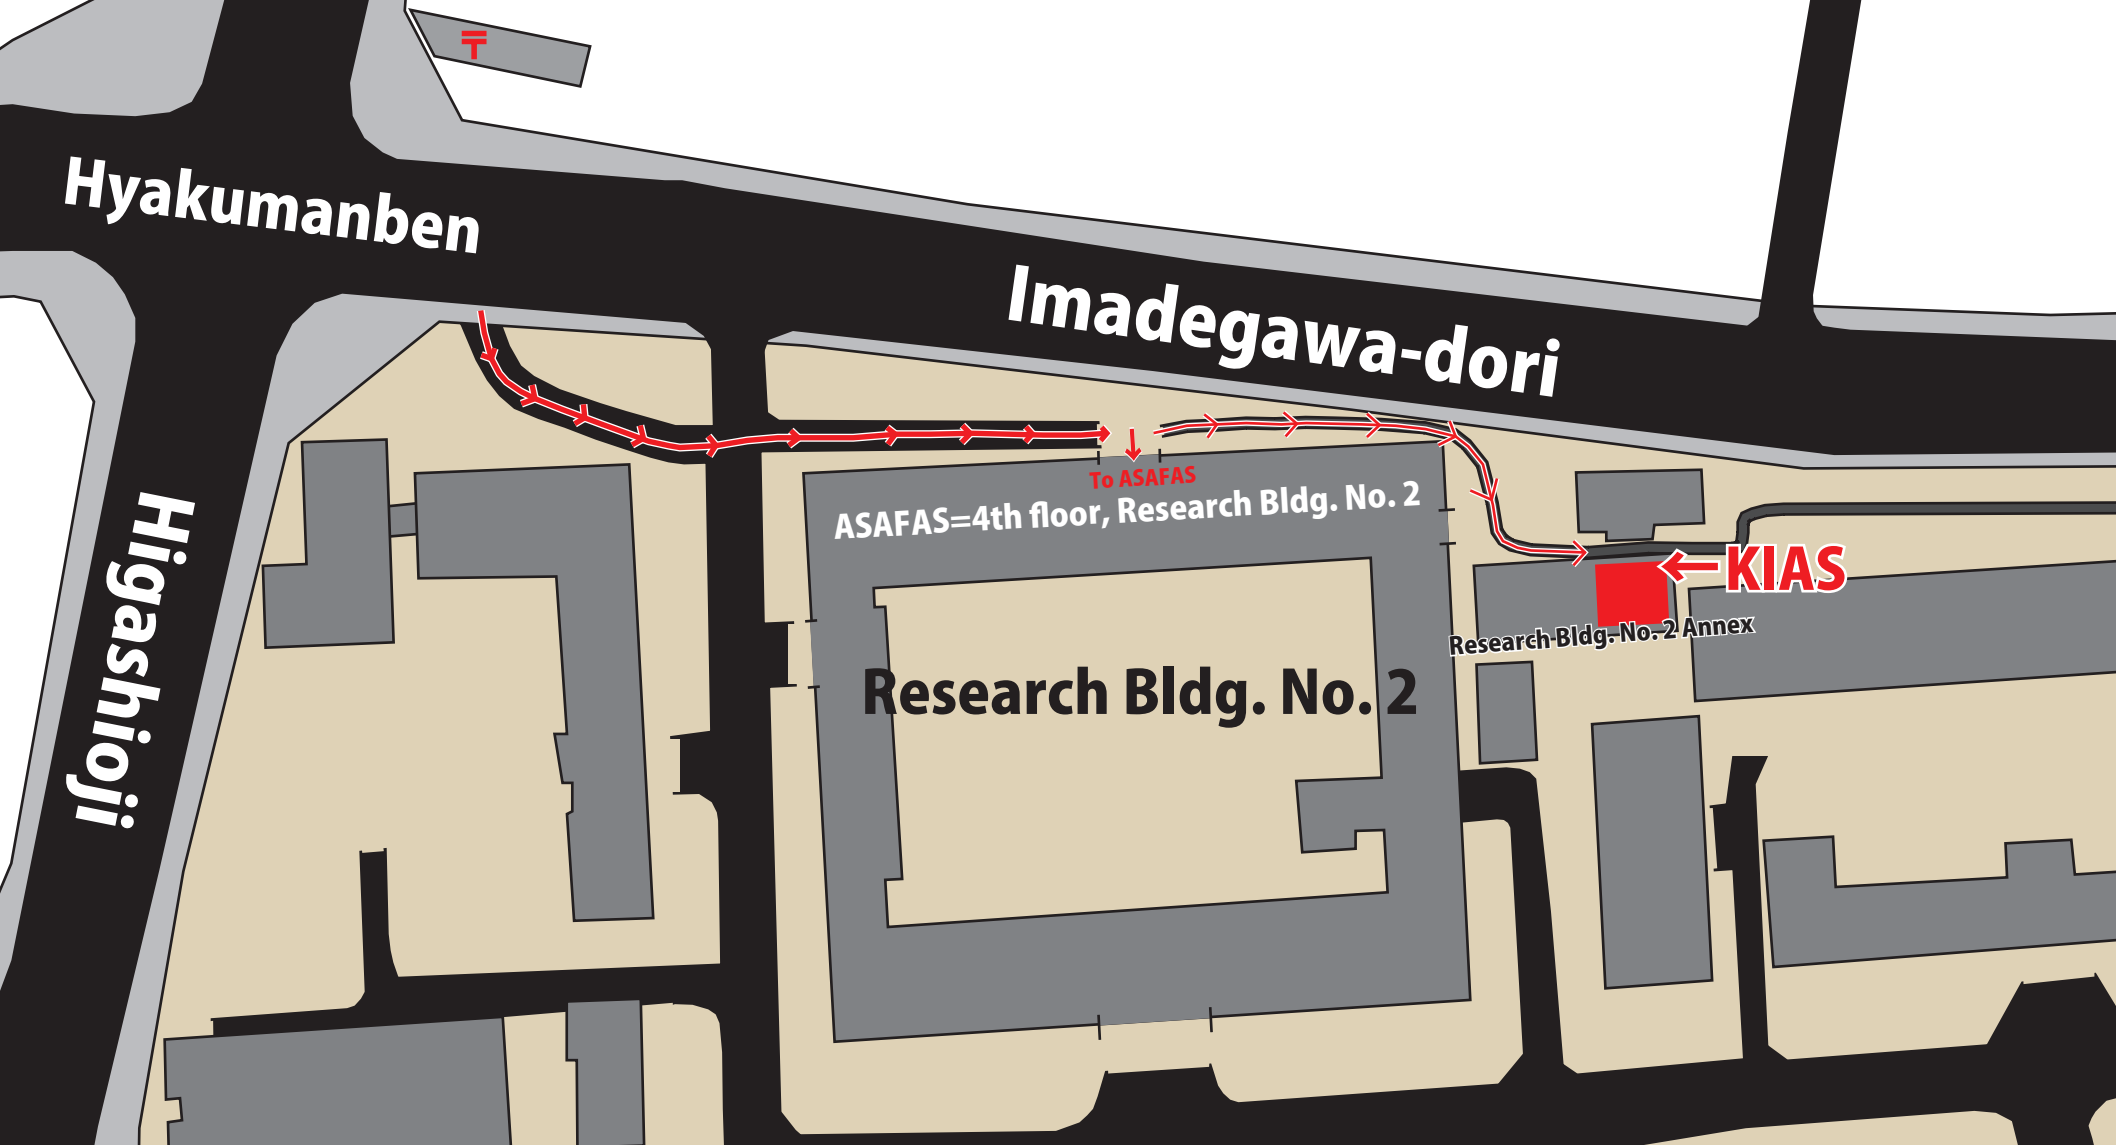 〒
Hyakumanben
Imadegawa-dori
To ASAFAS
ASAFAS=4th floor, Research Bldg. No. 2
Higashioji
KIAS
Research Bldg. No. 2 Annex
Research Bldg. No. 2